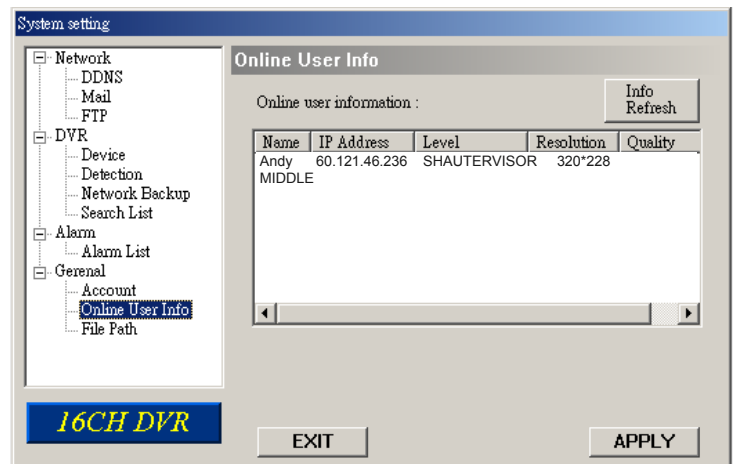 System setting
Network
DDNS
Mail
FTP
DVR
Device
Detection
Network Backup
Search List
Alarm
Alarm List
Gerenal
Account
Online User Info
File Path
16CH DVR
Online User Info
Online user information :
Info
Refresh
Name IP Address Level Resolution Quality
Andy 60.121.46.236 SHAUTERVISOR 320*228
MIDDLE
EXIT APPLY